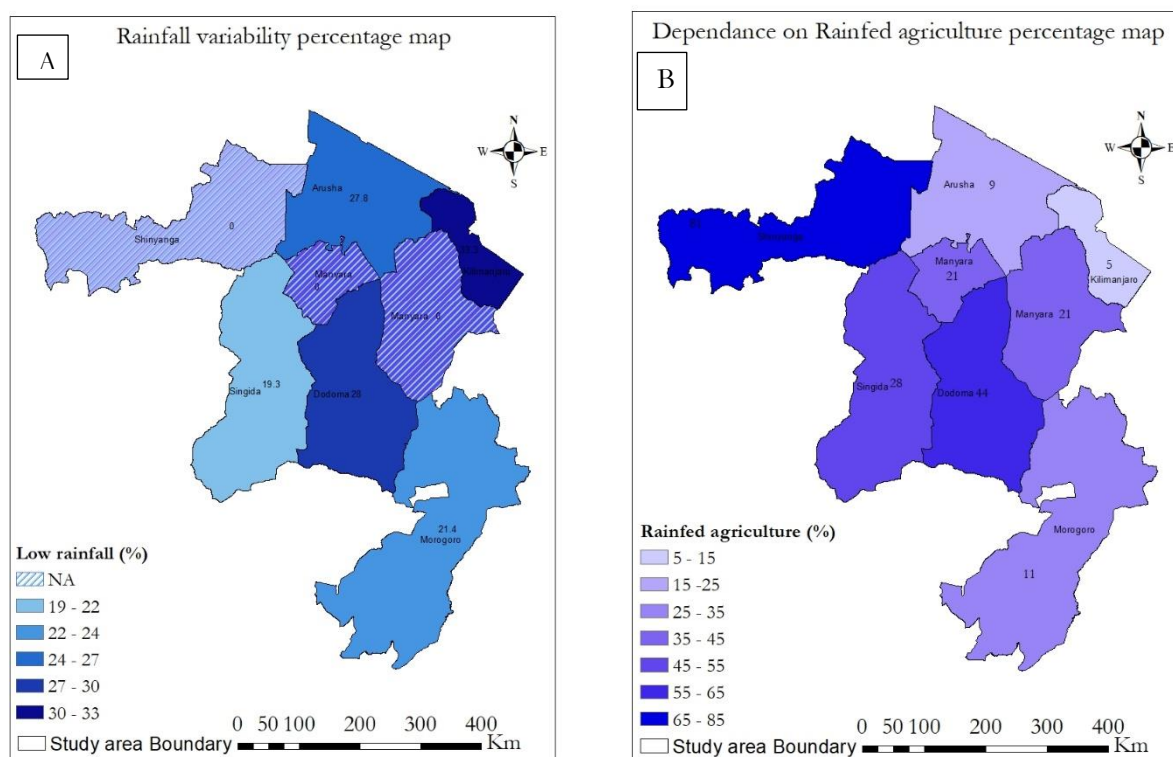 Rainfall variability percentage map
A
N
W E
S
Arusha
27.8
Shinyanga
0
Manyara
0
Kilimanjaro
Manyara 0
Singida 19.3
Dodoma 28
21.4
Morogoro
Low rainfall (%)
NA
19 - 22
22 - 24
24 - 27
27 - 30
30 - 33
Study area Boundary
0 50 100 200 300 400
Km
Dependance on Rainfed agriculture percentage map
B
N
W E
S
Arusha 9
Shinyanga
5
Kilimanjaro
Manyara
21
Manyara 21
Singida 28
Dodoma 44
Morogoro
11
Rainfed agriculture (%)
5 - 15
15 -25
25 - 35
35 - 45
45 - 55
55 - 65
65 - 85
Study area Boundary
0 50 100 200 300 400
Km